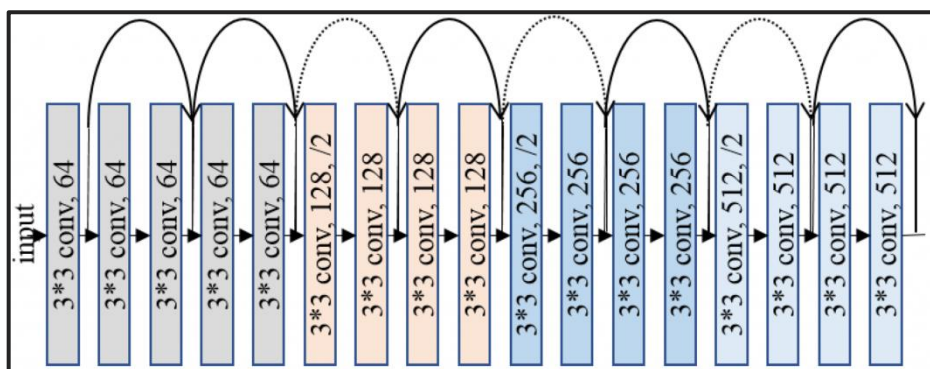 input
3*3 conv, 64
3*3 conv, 64
3*3 conv, 64
3*3 conv, 64
3*3 conv, 64
3*3 conv, 128, /2
3*3 conv, 128
3*3 conv, 128
3*3 conv, 128
3*3 conv, 256, /2
3*3 conv, 256
3*3 conv, 256
3*3 conv, 256
3*3 conv, 512, /2
3*3 conv, 512
3*3 conv, 512
3*3 conv, 512